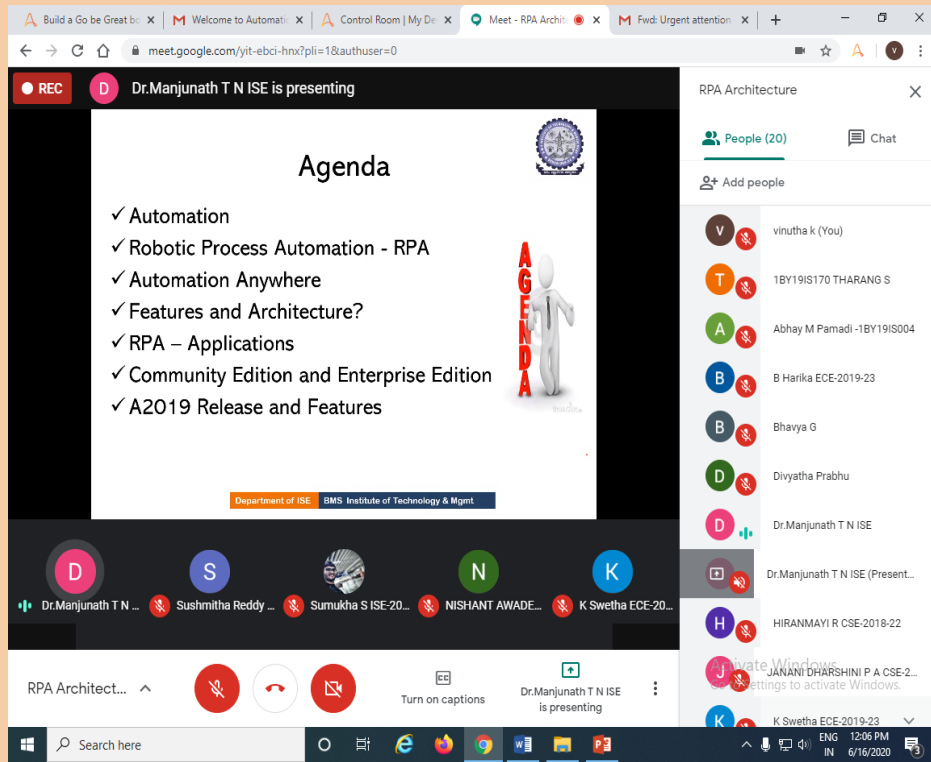 Build a Go be Great bo
Welcome to Automatic
Control Room | My De
Meet - RPA Archit
Fwd: Urgent attention
meet.google.com/yit-ebci-hnx?pli=1&authuser=0
V
REC
D
Dr.Manjunath T N ISE is presenting
RPA Architecture
Agenda
✓ Automation
✓ Robotic Process Automation - RPA
✓ Automation Anywhere
✓ Features and Architecture?
✓ RPA – Applications
✓ Community Edition and Enterprise Edition
✓ A2019 Release and Features
AGENDA
Department of ISE BMS Institute of Technology & Mgmt
People (20)
Chat
Add people
V vinutha k (You)
T 1BY19IS170 THARANG S
A Abhay M Pamadi -1BY19IS004
B B Harika ECE-2019-23
B Bhavya G
D Divyatha Prabhu
D Dr.Manjunath T N ISE
Dr.Manjunath T N ISE (Present...
H HIRANMAYI R CSE-2018-22
J JANANI DHARSHINI P A CSE-2...
K K Swetha ECE-2019-23
Activate Windows
Go to Settings to activate Windows.
D
S
N
K
Dr.Manjunath T N ...
Sushmitha Reddy ...
Sumukha S ISE-20...
NISHANT AWADE...
K Swetha ECE-20...
RPA Architect...
CC
Turn on captions
Dr.Manjunath T N ISE
is presenting
Search here
ENG
IN
12:06 PM
6/16/2020
3